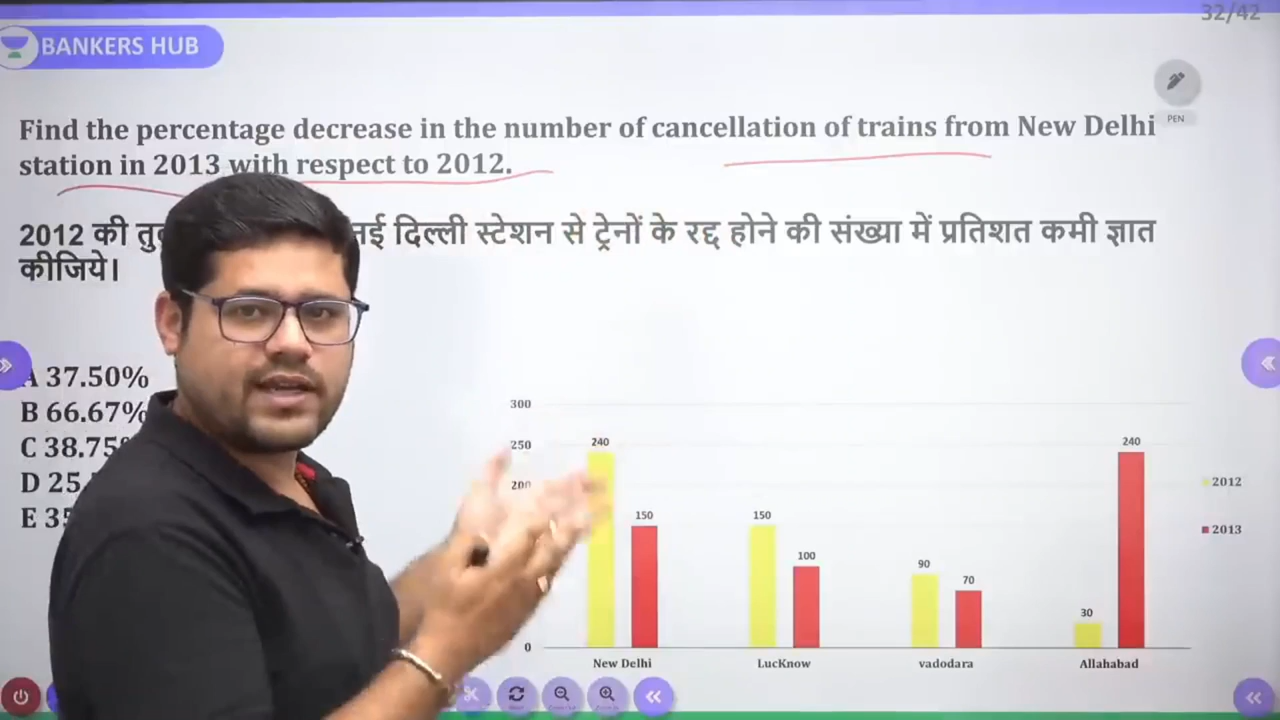 32/42
BANKERS HUB
PEN
Find the percentage decrease in the number of cancellation of trains from New Delhi
station in 2013 with respect to 2012.
2012 की नई दिल्ली स्टेशन से ट्रेनों के रद्द होने की संख्या में प्रतिशत कमी ज्ञात
कीजिये।
A 37.50%
B 66.67%
C 38.75
D 25
E 35
300
250
200
0
240
150
150
100
90
70
30
240
New Delhi
LucKnow
vadodara
Allahabad
2012
2013